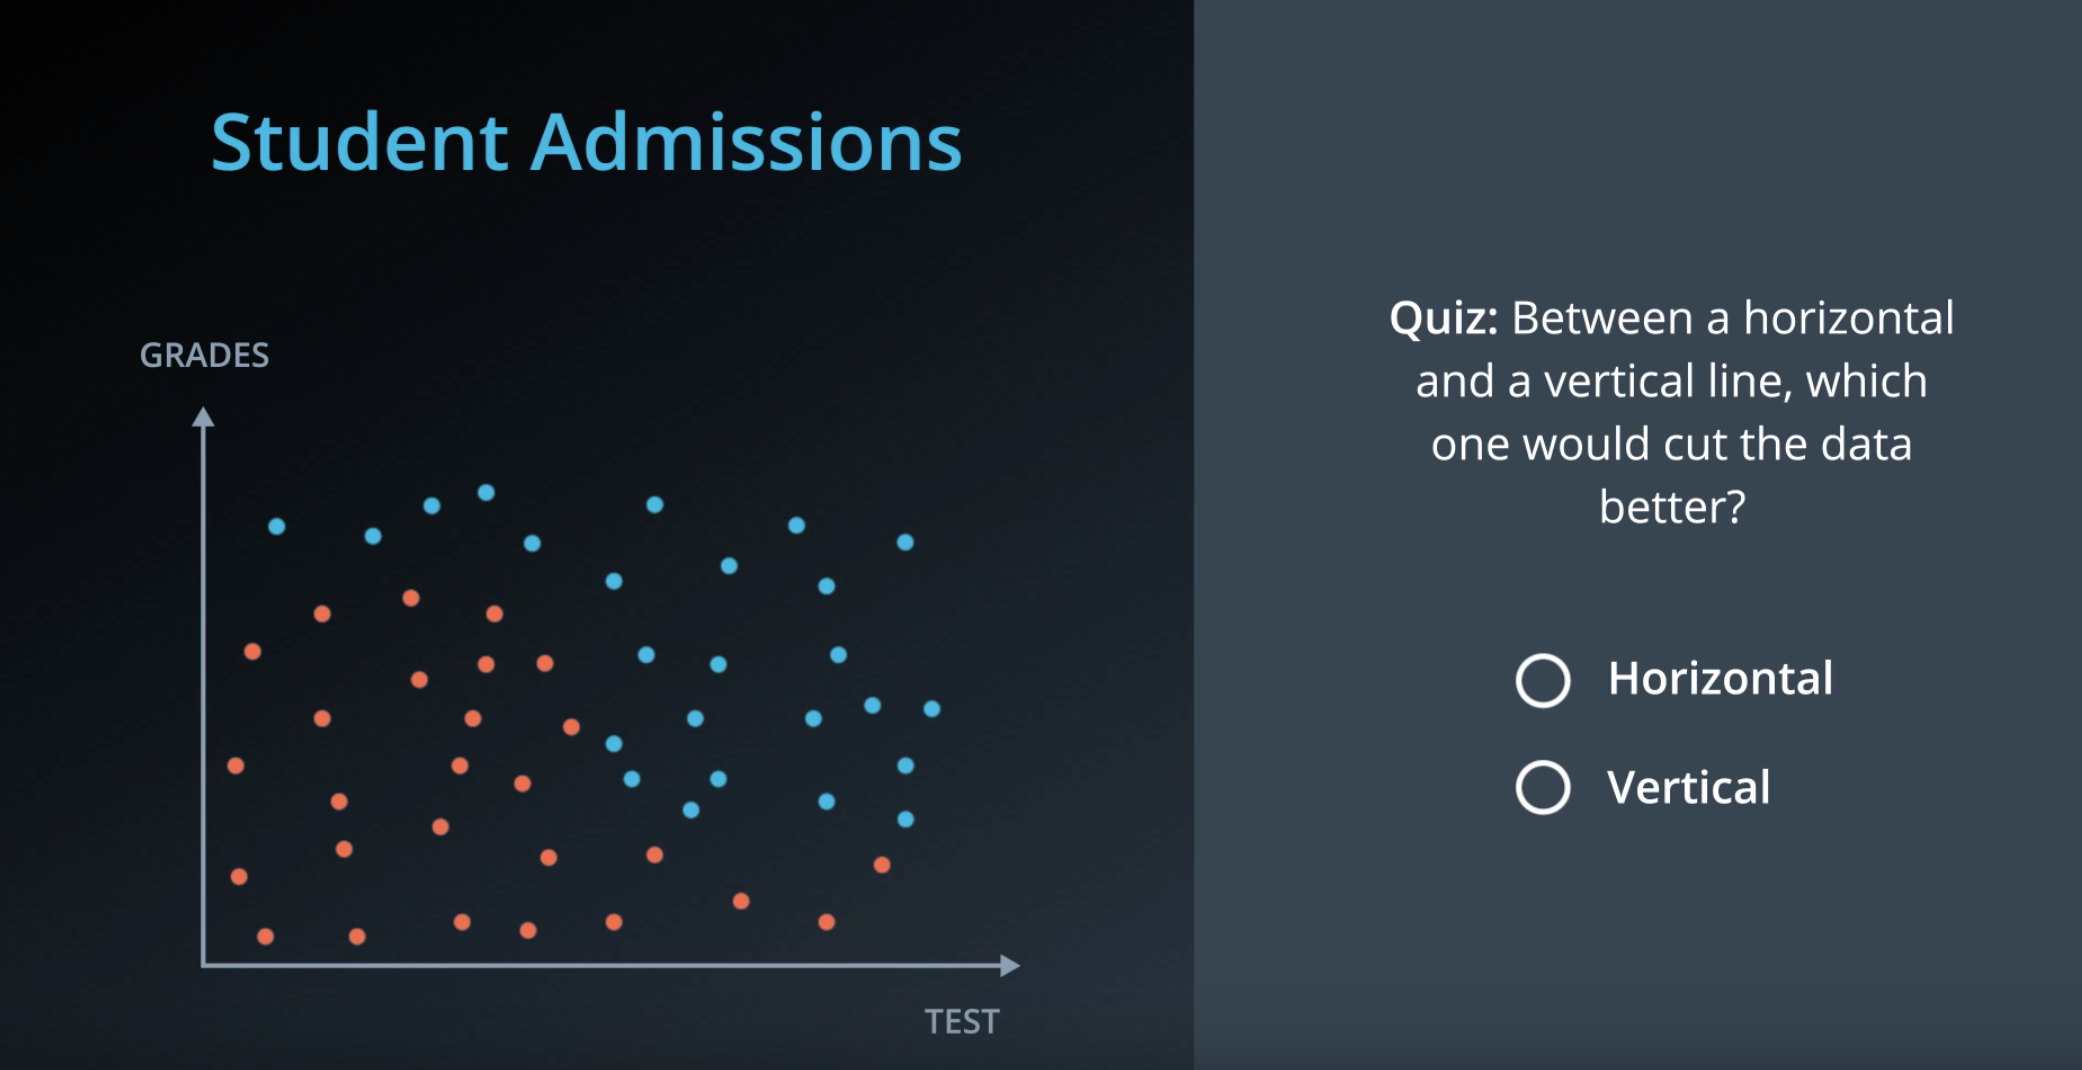 Student Admissions
GRADES
TEST
Quiz: Between a horizontal
and a vertical line, which
one would cut the data
better?
Horizontal
Vertical